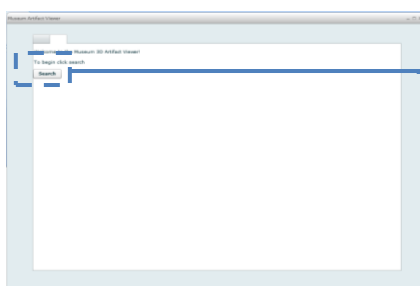 Museum Artifact Viewer
Museum 3D Artifact Viewer!
To begin click search
Search